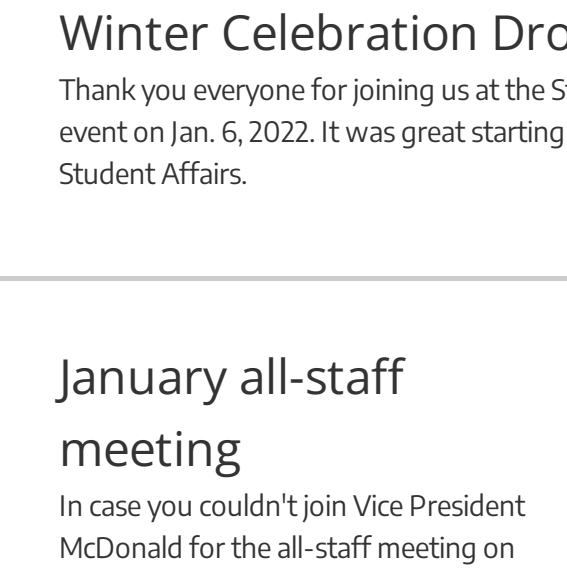 Winter Celebration
Thank you everyone for joining us at the
event on Jan. 6, 2022. It was great starting
Student Affairs.
January all-staff
meeting
In case you couldn't join Vice President
McDonald for the all-staff meeting on